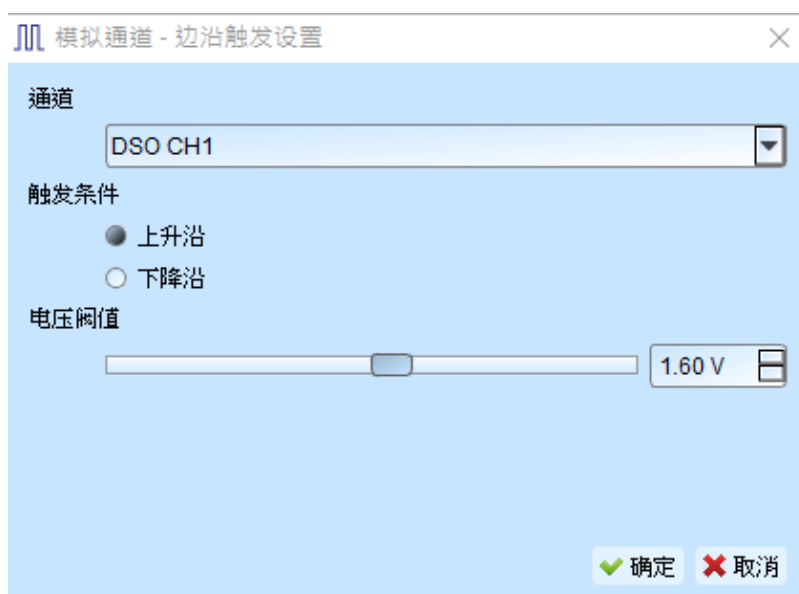 模拟通道 - 边沿触发设置
通道
DSO CH1
触发条件
上升沿
下降沿
电压阀值
1.60 V
确定 取消